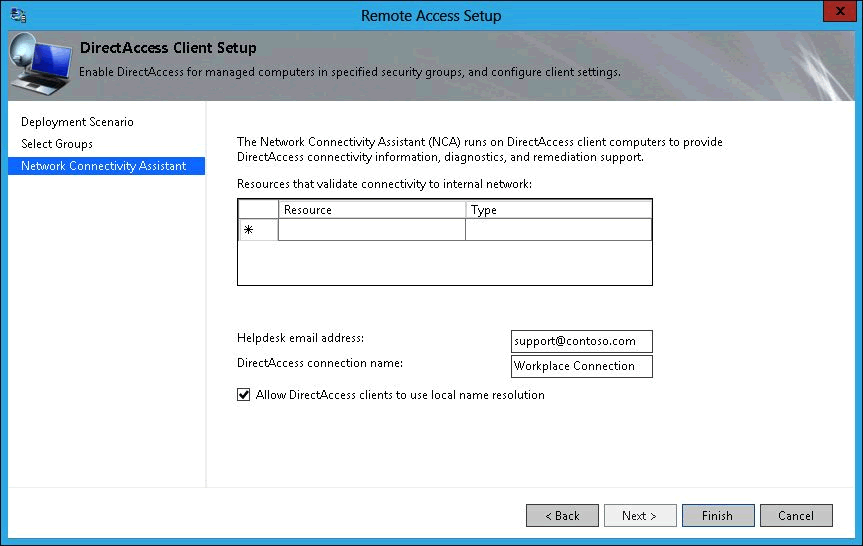 Remote Access Setup
X
DirectAccess Client Setup
Enable DirectAccess for managed computers in specified security groups, and configure client settings.
Deployment Scenario
Select Groups
Network Connectivity Assistant
The Network Connectivity Assistant (NCA) runs on DirectAccess client computers to provide
DirectAccess connectivity information, diagnostics, and remediation support.
Resources that validate connectivity to internal network:
Resource Type
*
Helpdesk email address: support@contoso.com
DirectAccess connection name: Workplace Connection
Allow DirectAccess clients to use local name resolution
< Back Next > Finish Cancel